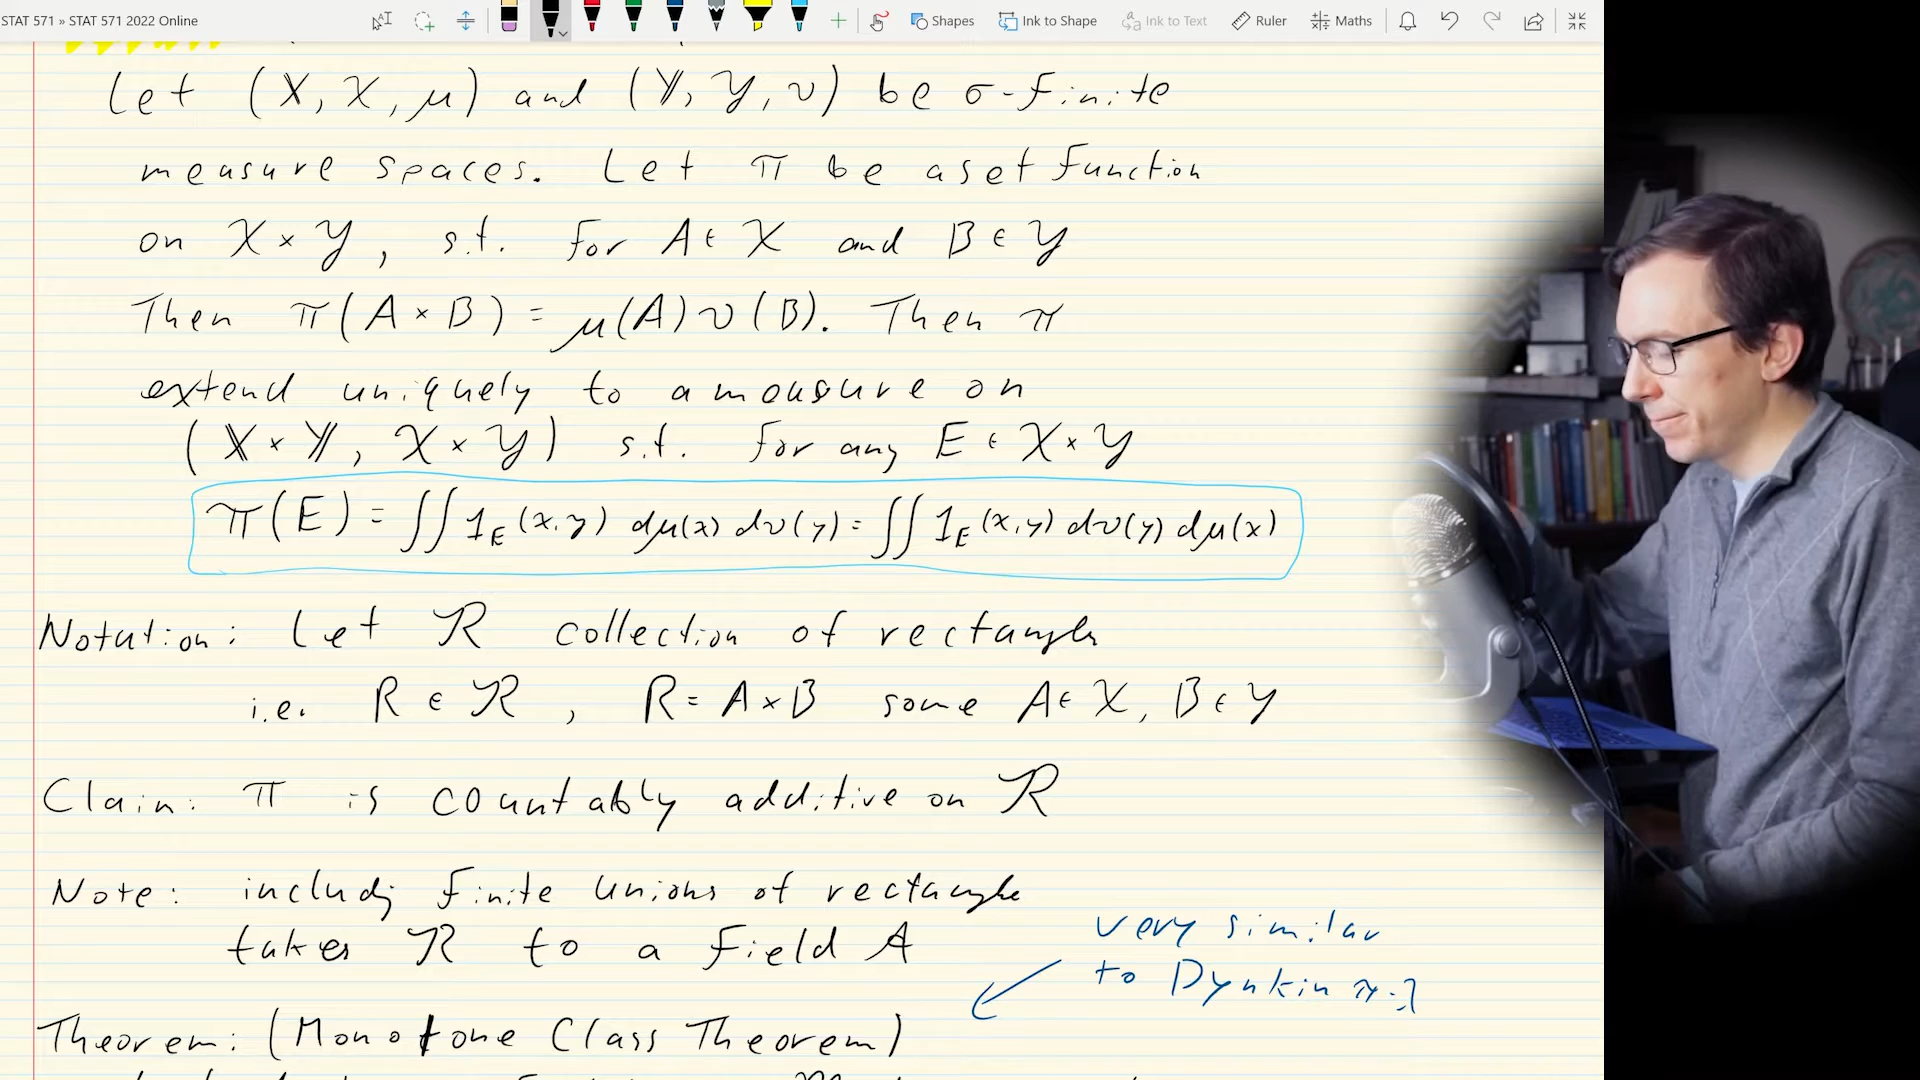 STAT 571 » STAT 571 2022 Online
Shapes Ink to Shape Ink to Text Ruler Maths
Let (𝕏, 𝒳, μ) and (𝕐, 𝒴, ν) be σ-finite
measure spaces. Let π be a set function
on 𝒳 × 𝒴, s.t. for A ∈ 𝒳 and B ∈ 𝒴
Then π(A × B) = μ(A) ν(B). Then π
extend uniquely to a measure on
(𝕏 × 𝕐, 𝒳 × 𝒴) s.t. for any E ∈ 𝒳 × 𝒴
π(E) = ∫∫ 1_E (x,y) dμ(x) dν(y) = ∫∫ 1_E (x,y) dν(y) dμ(x)
Notation: Let ℛ collection of rectangles
i.e. R ∈ ℛ, R = A × B some A ∈ 𝒳, B ∈ 𝒴
Claim: π is countably additive on ℛ
Note: including finite unions of rectangles
takes ℛ to a field A
very similar
to Dynkin π-λ
Theorem: (Monotone Class Theorem)